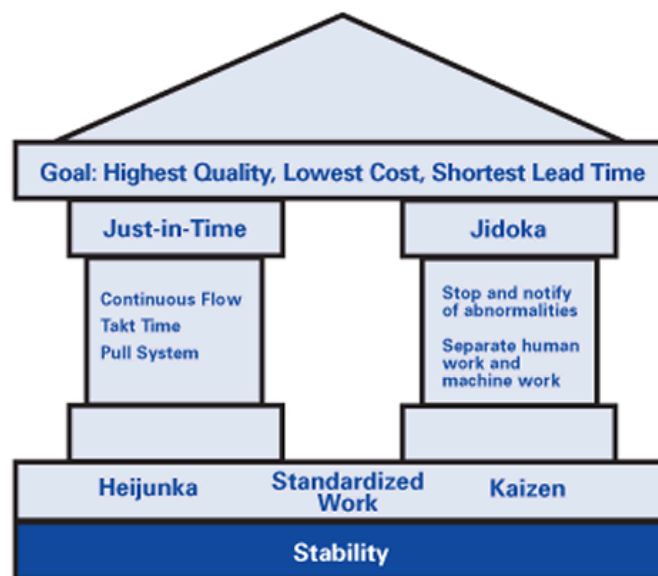 Goal: Highest Quality, Lowest Cost, Shortest Lead Time
Just-in-Time
Continuous Flow
Takt Time
Pull System
Jidoka
Stop and notify
of abnormalities
Separate human
work and
machine work
Heijunka
Standardized
Work
Kaizen
Stability